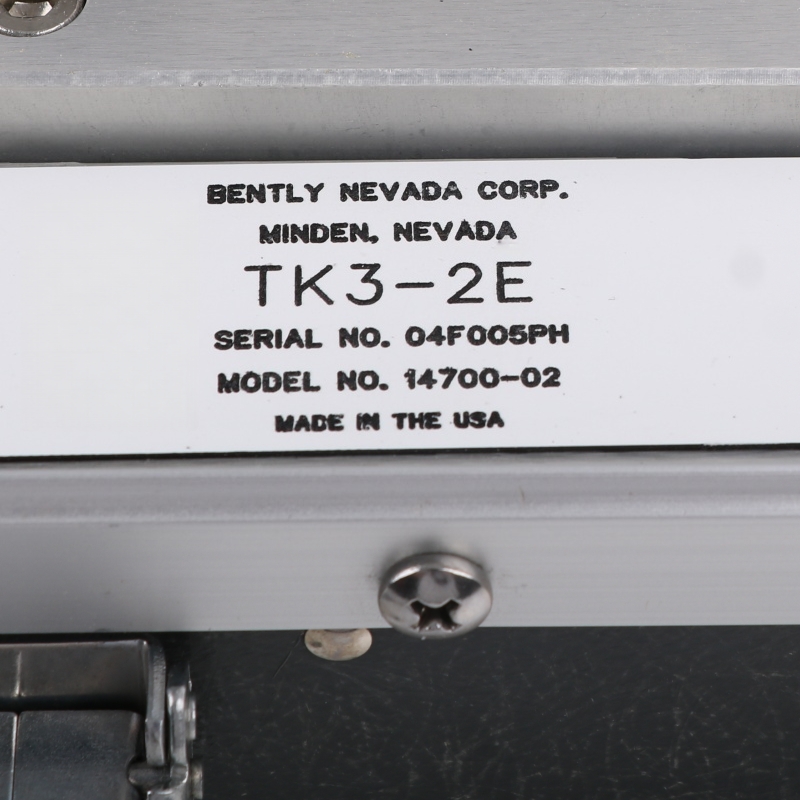 BENTLY NEVADA CORP.
MINDEN, NEVADA
TK3-2E
SERIAL NO. 04F005PH
MODEL NO. 14700-02
MADE IN THE USA